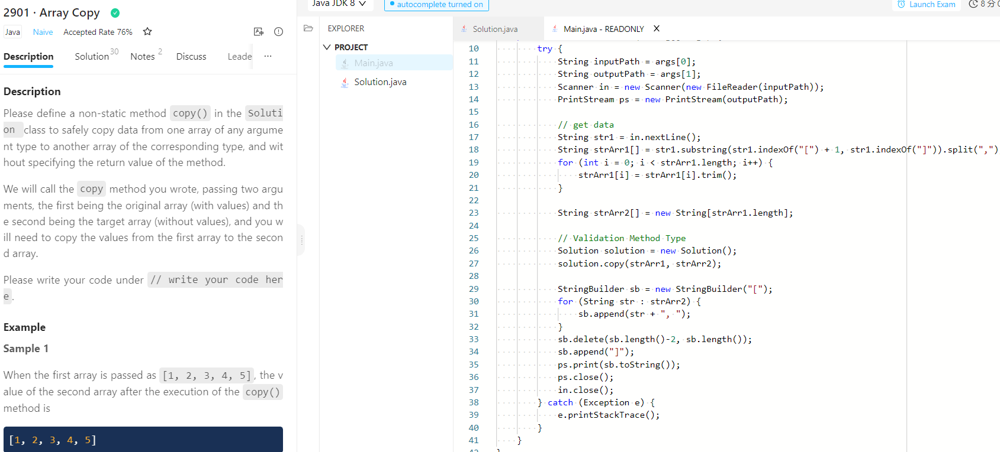 2901 · Array Copy
Java Naive Accepted Rate 76%
Description Solution 30 Notes 2 Discuss Leade ...
Description
Please define a non-static method copy() in the Soluti
on class to safely copy data from one array of any argume
nt type to another array of the corresponding type, and wit
hout specifying the return value of the method.
We will call the copy method you wrote, passing two argu
ments, the first being the original array (with values) and th
e second being the target array (without values), and you w
ill need to copy the values from the first array to the secon
d array.
Please write your code under // write your code her
e.
Example
Sample 1
When the first array is passed as [1, 2, 3, 4, 5], the v
alue of the second array after the execution of the copy()
method is
[1, 2, 3, 4, 5]
Java JDK 8
autocomplete turned on
Launch Exam
8 分
EXPLORER
PROJECT
Main.java
Solution.java
Solution.java
Main.java - READONLY X
10 try {
11 String inputPath = args[0];
12 String outputPath = args[1];
13 Scanner in = new Scanner(new FileReader(inputPath));
14 PrintStream ps = new PrintStream(outputPath);
15
16 // get data
17 String str1 = in.nextLine();
18 String strArr1[] = str1.substring(str1.indexOf("[") + 1, str1.indexOf("]")).split(",")
19 for (int i = 0; i < strArr1.length; i++) {
20 strArr1[i] = strArr1[i].trim();
21 }
22
23 String strArr2[] = new String[strArr1.length];
24
25 // Validation Method Type
26 Solution solution = new Solution();
27 solution.copy(strArr1, strArr2);
28
29 StringBuilder sb = new StringBuilder("[");
30 for (String str : strArr2) {
31 sb.append(str + ", ");
32 }
33 sb.delete(sb.length()-2, sb.length());
34 sb.append("]");
35 ps.print(sb.toString());
36 ps.close();
37 in.close();
38 } catch (Exception e) {
39 e.printStackTrace();
40 }
41 }